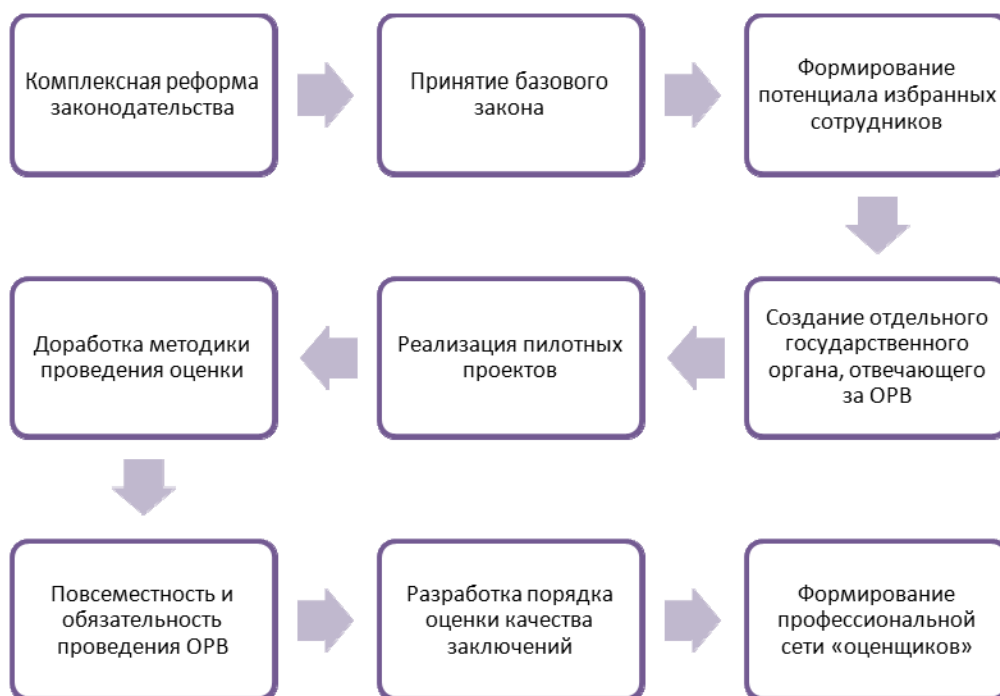 Комплексная реформа
законодательства
Принятие базового
закона
Формирование
потенциала избранных
сотрудников
Создание отдельного
государственного
органа, отвечающего
за ОРВ
Реализация пилотных
проектов
Доработка методики
проведения оценки
Повсеместность и
обязательность
проведения ОРВ
Разработка порядка
оценки качества
заключений
Формирование
профессиональной
сети «оценщиков»